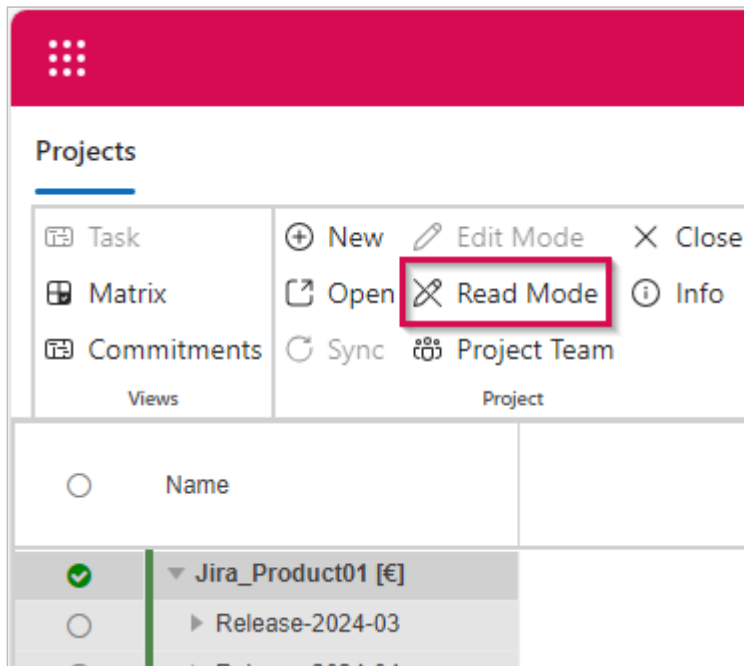 Projects
Task
Matrix
Commitments
Views
New
Open
Sync
Edit Mode
Read Mode
Project Team
Close
Info
Project
Name
Jira_Product01 [€]
Release-2024-03